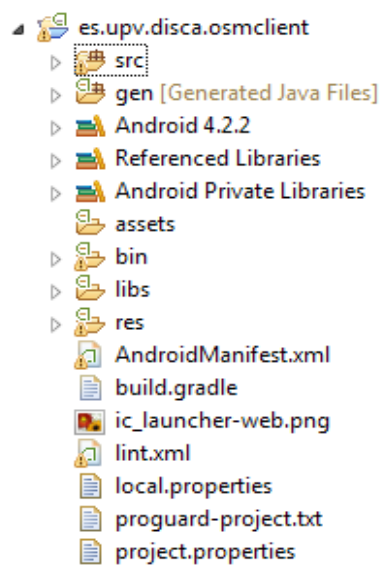 es.upv.disca.osmclient
src
gen [Generated Java Files]
Android 4.2.2
Referenced Libraries
Android Private Libraries
assets
bin
libs
res
AndroidManifest.xml
build.gradle
ic_launcher-web.png
lint.xml
local.properties
proguard-project.txt
project.properties